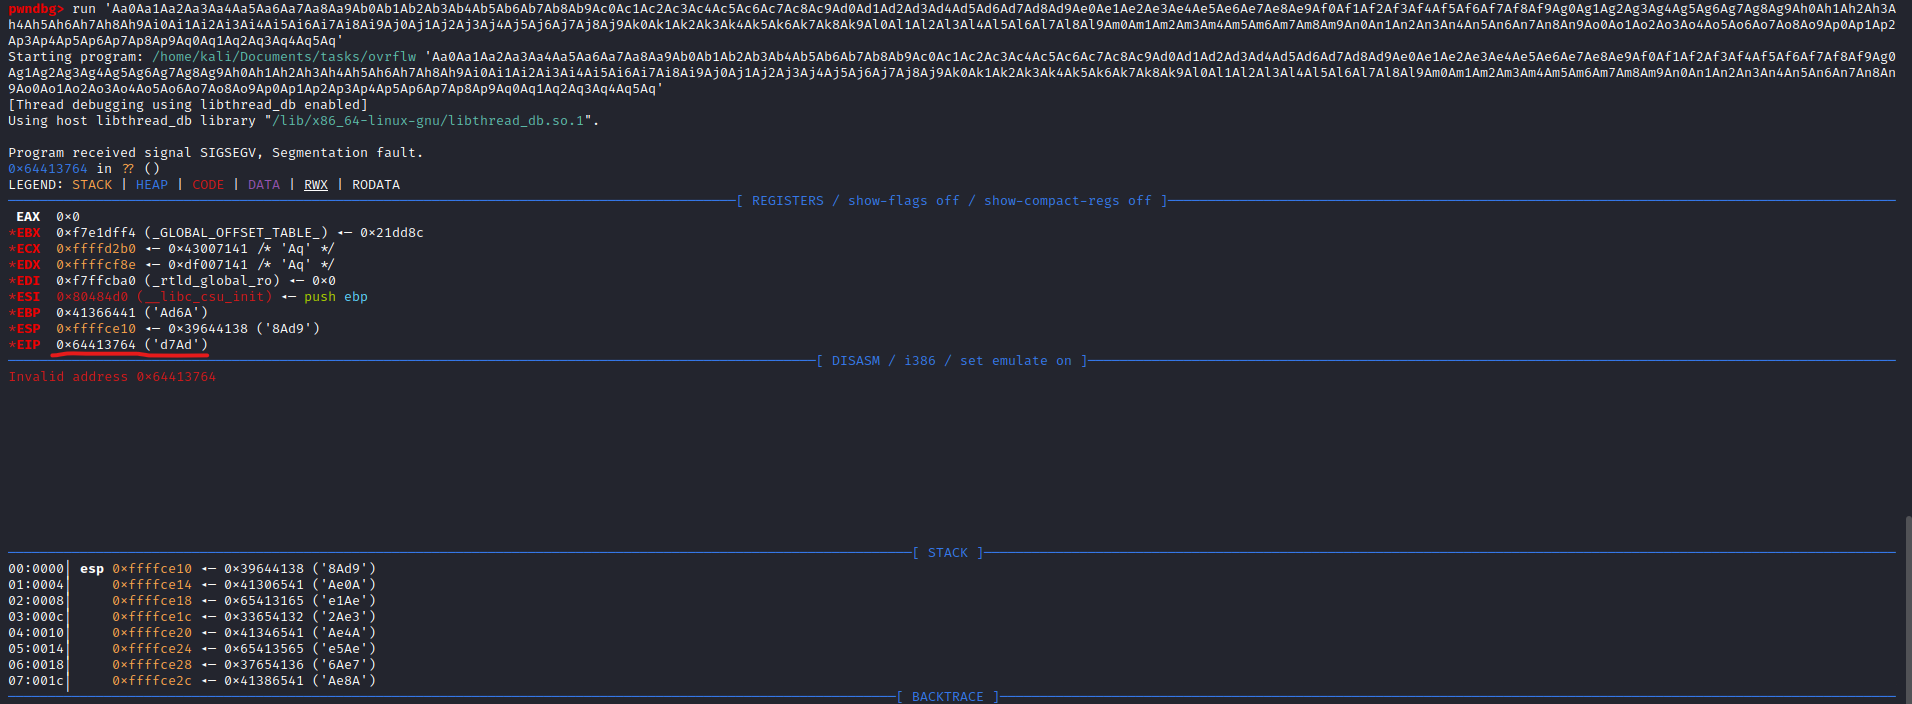 pwndbg> run 'Aa0Aa1Aa2Aa3Aa4Aa5Aa6Aa7Aa8Aa9Ab0Ab1Ab2Ab3Ab4Ab5Ab6Ab7Ab8Ab9Ac0Ac1Ac2Ac3Ac4Ac5Ac6Ac7Ac8Ac9Ad0Ad1Ad2Ad3Ad4Ad5Ad6Ad7Ad8Ad9Ae0Ae1Ae2Ae3Ae4Ae5Ae6Ae7Ae8Ae9Af0Af1Af2Af3Af4Af5Af6Af7Af8Af9Ag0Ag1Ag2Ag3Ag4Ag5Ag6Ag7Ag8Ag9Ah0Ah1Ah2Ah3A
h4Ah5Ah6Ah7Ah8Ah9Ai0Ai1Ai2Ai3Ai4Ai5Ai6Ai7Ai8Ai9Aj0Aj1Aj2Aj3Aj4Aj5Aj6Aj7Aj8Aj9Ak0Ak1Ak2Ak3Ak4Ak5Ak6Ak7Ak8Ak9Al0Al1Al2Al3Al4Al5Al6Al7Al8Al9Am0Am1Am2Am3Am4Am5Am6Am7Am8Am9An0An1An2An3An4An5An6An7An8An9Ao0Ao1Ao2Ao3Ao4Ao5Ao6Ao7Ao8Ao9Ap0Ap1Ap2
Ap3Ap4Ap5Ap6Ap7Ap8Ap9Aq0Aq1Aq2Aq3Aq4Aq5Aq'
Starting program: /home/kali/Documents/tasks/ovrflw 'Aa0Aa1Aa2Aa3Aa4Aa5Aa6Aa7Aa8Aa9Ab0Ab1Ab2Ab3Ab4Ab5Ab6Ab7Ab8Ab9Ac0Ac1Ac2Ac3Ac4Ac5Ac6Ac7Ac8Ac9Ad0Ad1Ad2Ad3Ad4Ad5Ad6Ad7Ad8Ad9Ae0Ae1Ae2Ae3Ae4Ae5Ae6Ae7Ae8Ae9Af0Af1Af2Af3Af4Af5Af6Af7Af8Af9Ag0
Ag1Ag2Ag3Ag4Ag5Ag6Ag7Ag8Ag9Ah0Ah1Ah2Ah3Ah4Ah5Ah6Ah7Ah8Ah9Ai0Ai1Ai2Ai3Ai4Ai5Ai6Ai7Ai8Ai9Aj0Aj1Aj2Aj3Aj4Aj5Aj6Aj7Aj8Aj9Ak0Ak1Ak2Ak3Ak4Ak5Ak6Ak7Ak8Ak9Al0Al1Al2Al3Al4Al5Al6Al7Al8Al9Am0Am1Am2Am3Am4Am5Am6Am7Am8Am9An0An1An2An3An4An5An6An7An8An
9Ao0Ao1Ao2Ao3Ao4Ao5Ao6Ao7Ao8Ao9Ap0Ap1Ap2Ap3Ap4Ap5Ap6Ap7Ap8Ap9Aq0Aq1Aq2Aq3Aq4Aq5Aq'
[Thread debugging using libthread_db enabled]
Using host libthread_db library "/lib/x86_64-linux-gnu/libthread_db.so.1".
Program received signal SIGSEGV, Segmentation fault.
0×64413764 in ?? ()
LEGEND: STACK | HEAP | CODE | DATA | RWX | RODATA
[ REGISTERS / show-flags off / show-compact-regs off ]
EAX 0×0
*EBX 0×f7e1dff4 (_GLOBAL_OFFSET_TABLE_) ◂— 0×21dd8c
*ECX 0×ffffd2b0 ◂— 0×43007141 /* 'Aq' */
*EDX 0×ffffcf8e ◂— 0×df007141 /* 'Aq' */
*EDI 0×f7ffcba0 (_rtld_global_ro) ◂— 0×0
*ESI 0×80484d0 (__libc_csu_init) ◂— push ebp
*EBP 0×41366441 ('Ad6A')
*ESP 0×ffffce10 ◂— 0×39644138 ('8Ad9')
*EIP 0×64413764 ('d7Ad')
[ DISASM / i386 / set emulate on ]
Invalid address 0×64413764
[ STACK ]
00:0000│ esp 0×ffffce10 ◂— 0×39644138 ('8Ad9')
01:0004│ 0×ffffce14 ◂— 0×41306541 ('Ae0A')
02:0008│ 0×ffffce18 ◂— 0×65413165 ('e1Ae')
03:000c│ 0×ffffce1c ◂— 0×33654132 ('2Ae3')
04:0010│ 0×ffffce20 ◂— 0×41346541 ('Ae4A')
05:0014│ 0×ffffce24 ◂— 0×65413565 ('e5Ae')
06:0018│ 0×ffffce28 ◂— 0×37654136 ('6Ae7')
07:001c│ 0×ffffce2c ◂— 0×41386541 ('Ae8A')
[ BACKTRACE ]